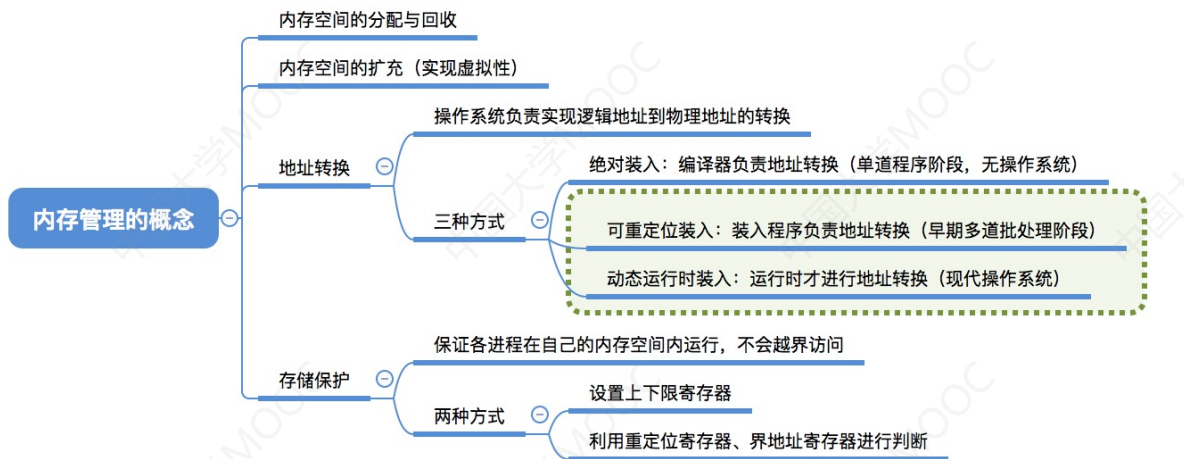 内存管理的概念
内存空间的分配与回收
内存空间的扩充（实现虚拟性）
地址转换
操作系统负责实现逻辑地址到物理地址的转换
三种方式
绝对装入：编译器负责地址转换（单道程序阶段，无操作系统）
可重定位装入：装入程序负责地址转换（早期多道批处理阶段）
动态运行时装入：运行时才进行地址转换（现代操作系统）
存储保护
保证各进程在自己的内存空间内运行，不会越界访问
两种方式
设置上下限寄存器
利用重定位寄存器、界地址寄存器进行判断
中国大学MOOC